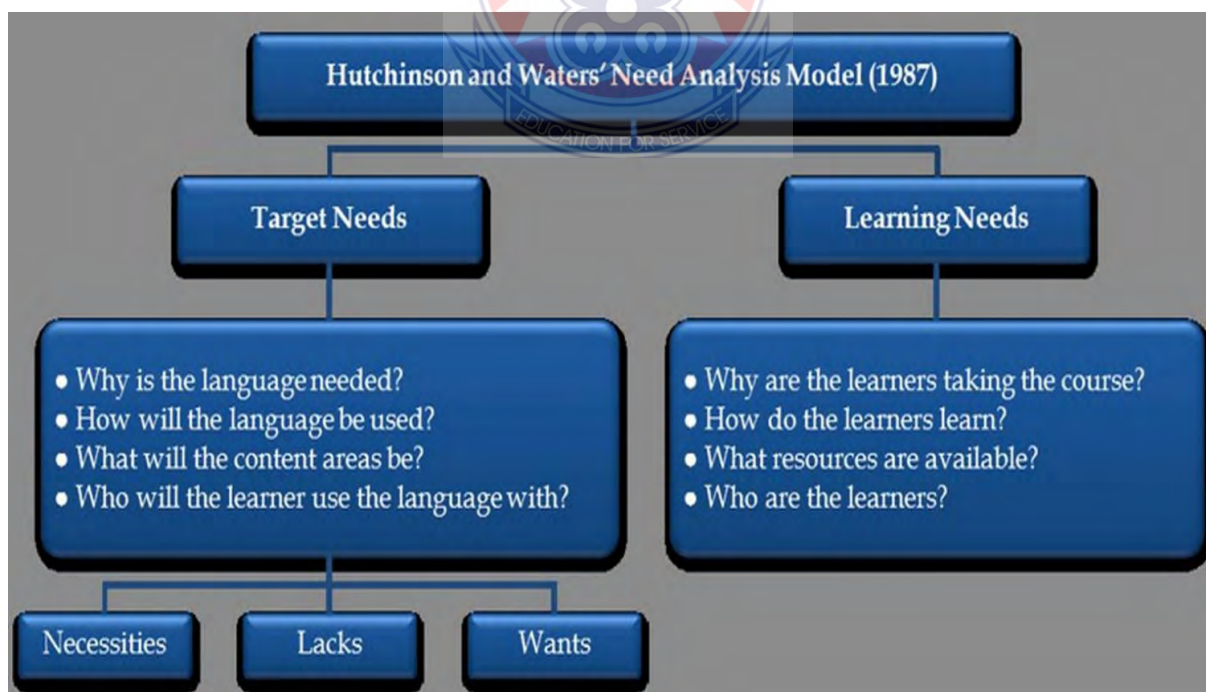 Hutchinson and Waters' Need Analysis Model (1987)
EDUCATION FOR SERVICE
Target Needs
Learning Needs
• Why is the language needed?
• How will the language be used?
• What will the content areas be?
• Who will the learner use the language with?
• Why are the learners taking the course?
• How do the learners learn?
• What resources are available?
• Who are the learners?
Necessities
Lacks
Wants